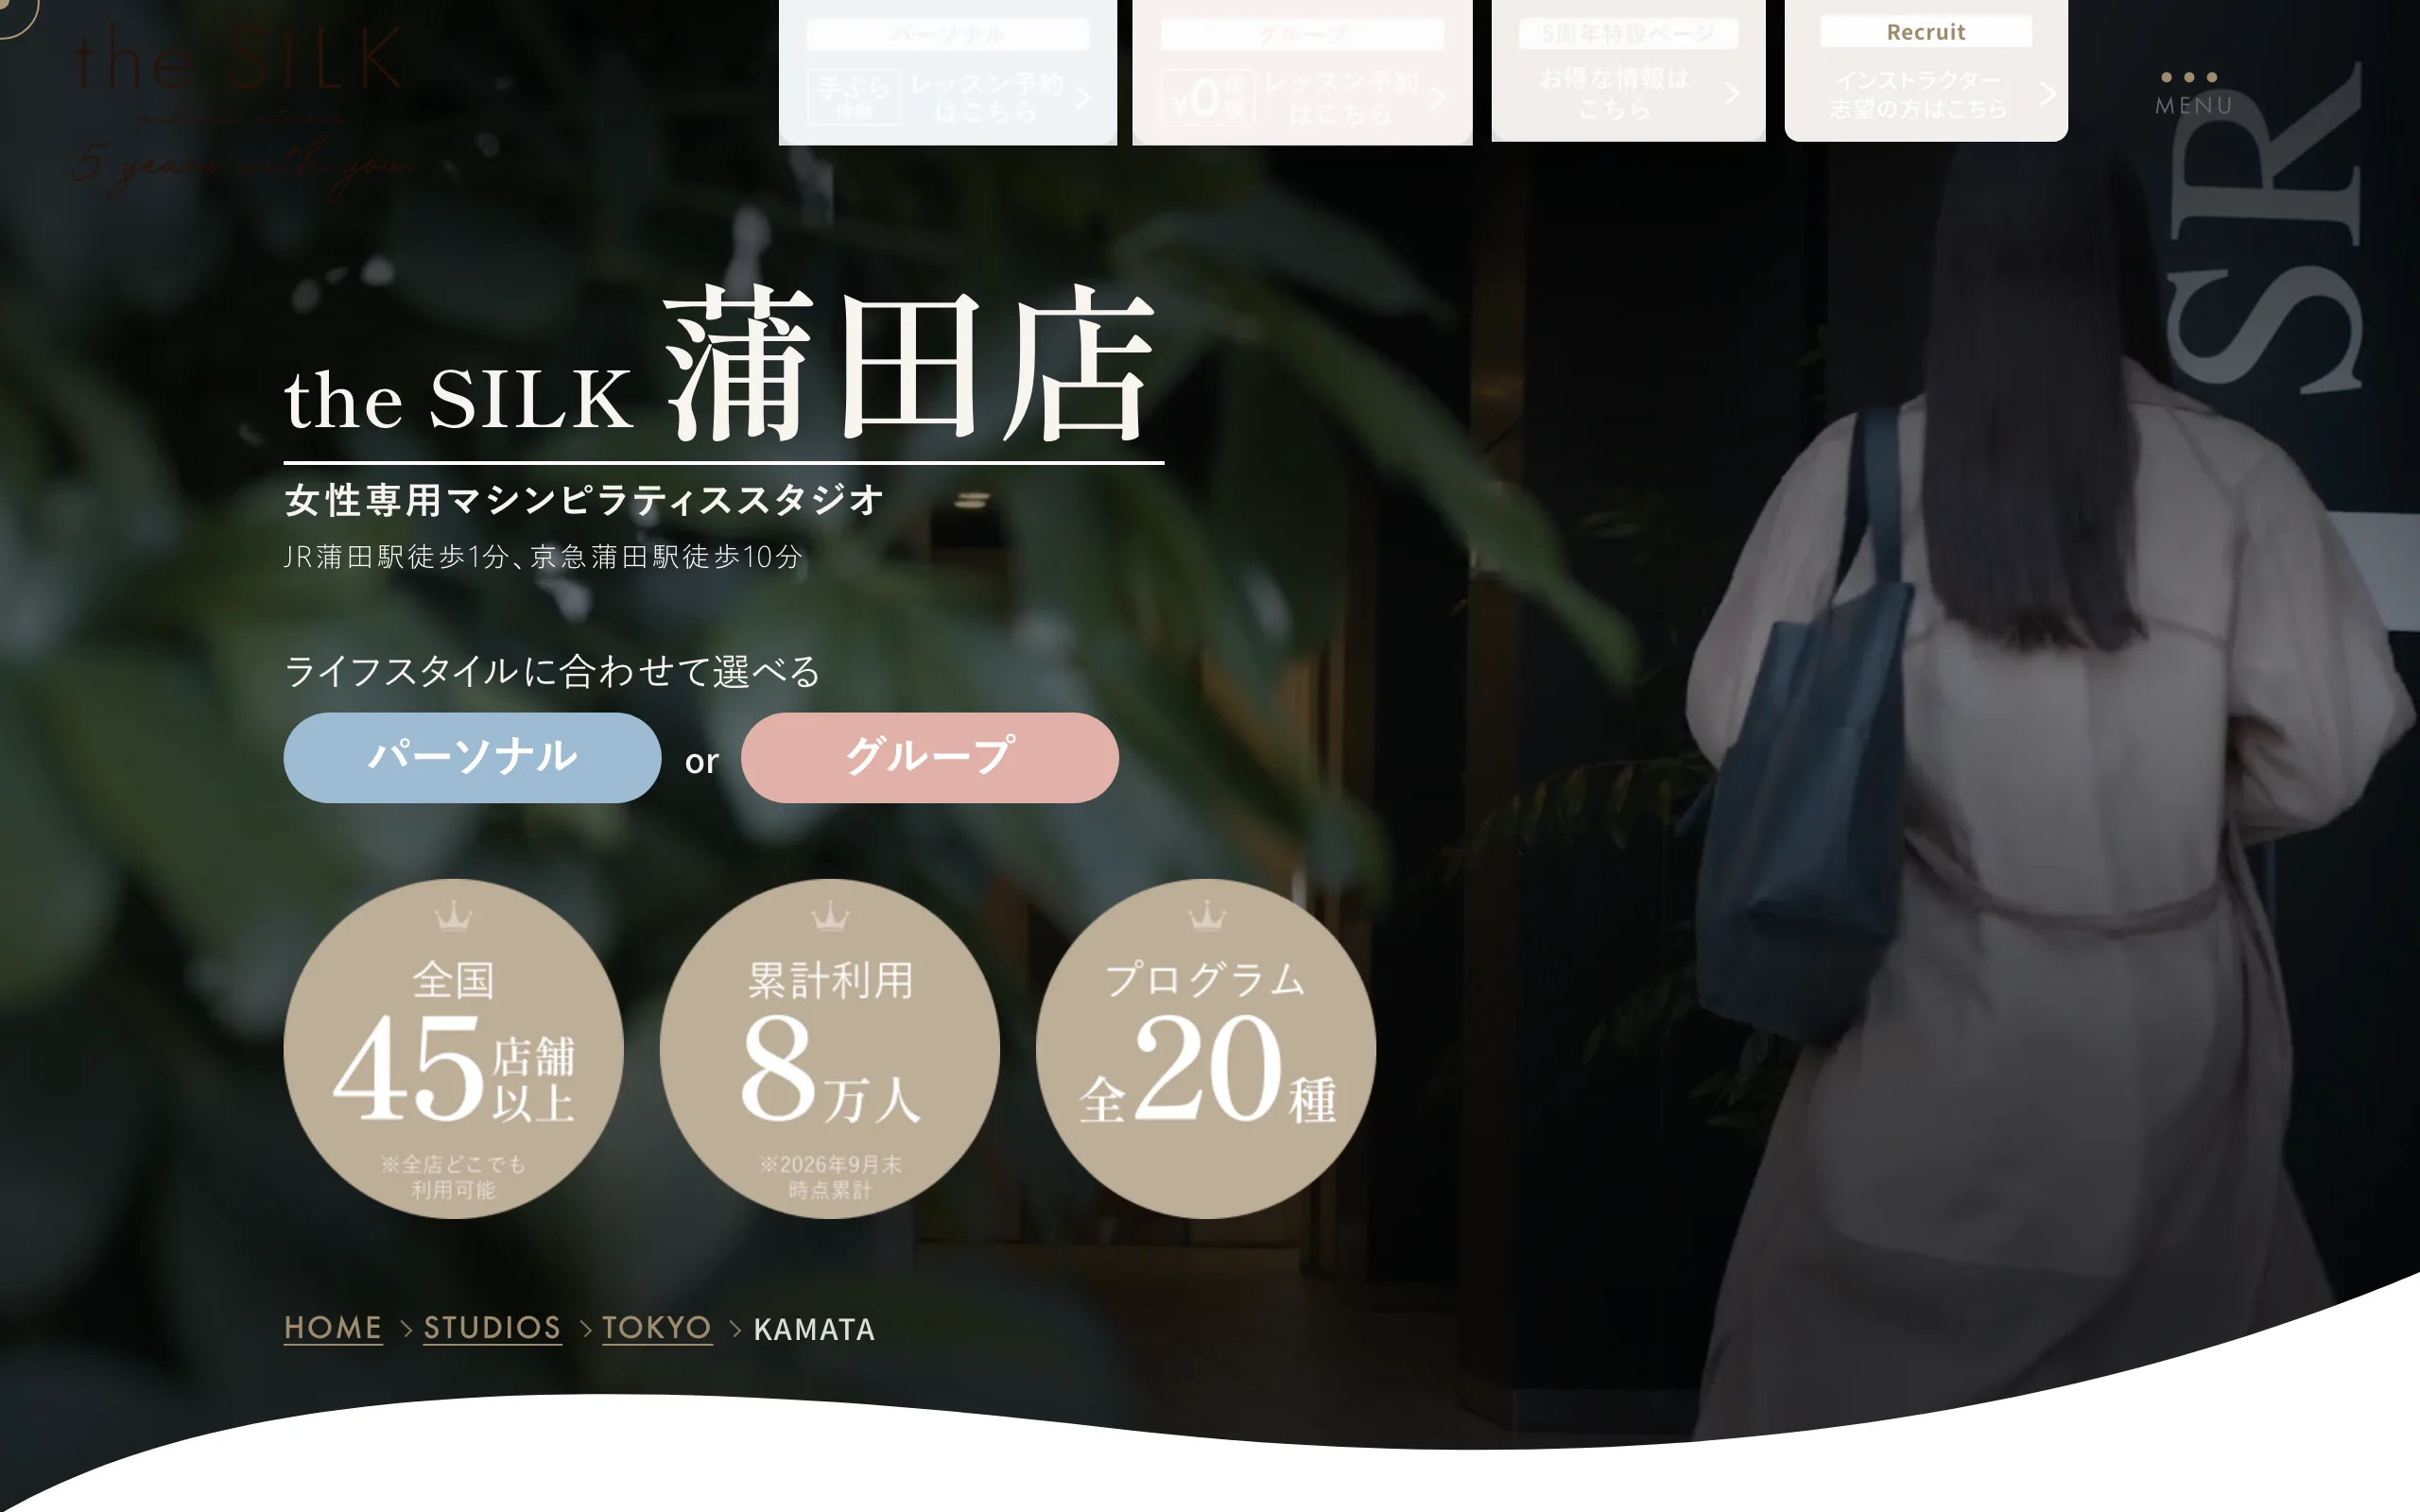 the SILK
5 years with you.
パーソナル
手ぶら
体験
レッスン予約
はこちら
グループ
¥0
体験
レッスン予約
はこちら
5周年特設ページ
お得な情報は
こちら
Recruit
インストラクター
志望の方はこちら
MENU
SR
the SILK 蒲田店
女性専用マシンピラティススタジオ
JR蒲田駅徒歩1分、京急蒲田駅徒歩10分
ライフスタイルに合わせて選べる
パーソナル or グループ
全国
45店舗
以上
※全店どこでも
利用可能
累計利用
8万人
※2026年9月末
時点累計
プログラム
全20種
HOME > STUDIOS > TOKYO > KAMATA